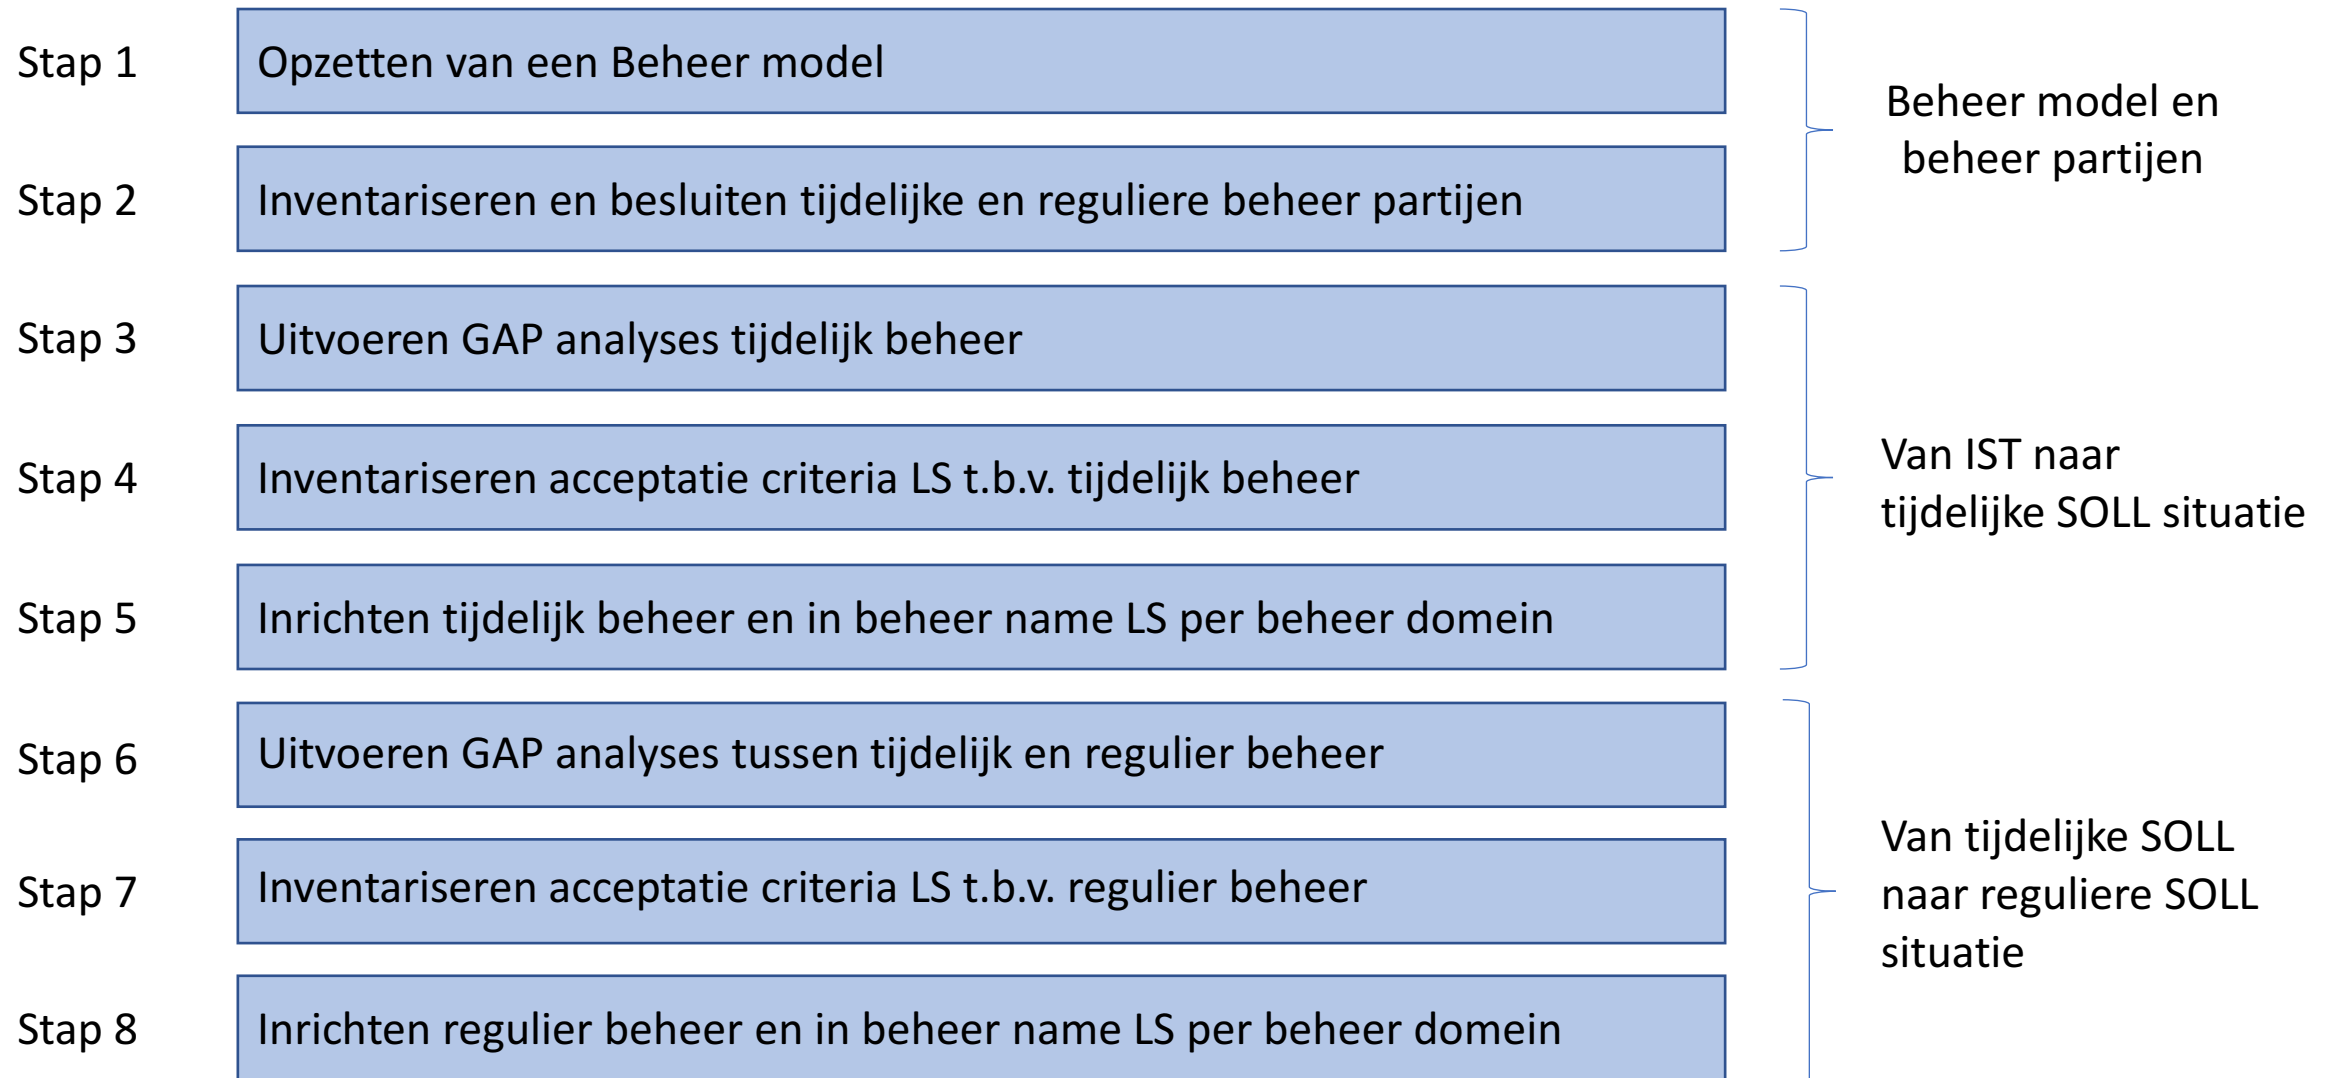 Stap 1
Opzetten van een Beheer model
Stap 2
Inventariseren en besluiten tijdelijke en reguliere beheer partijen
Beheer model en
beheer partijen
Stap 3
Uitvoeren GAP analyses tijdelijk beheer
Stap 4
Inventariseren acceptatie criteria LS t.b.v. tijdelijk beheer
Stap 5
Inrichten tijdelijk beheer en in beheer name LS per beheer domein
Van IST naar
tijdelijke SOLL situatie
Stap 6
Uitvoeren GAP analyses tussen tijdelijk en regulier beheer
Stap 7
Inventariseren acceptatie criteria LS t.b.v. regulier beheer
Stap 8
Inrichten regulier beheer en in beheer name LS per beheer domein
Van tijdelijke SOLL
naar reguliere SOLL
situatie